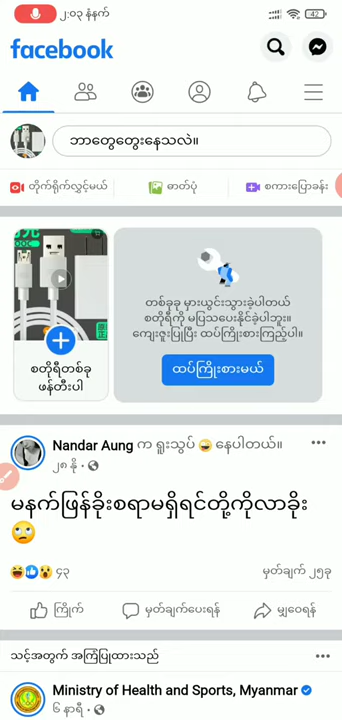 ၂:၀၃ နံနက်
42
facebook
ဘာတွေတွေးနေသလဲ။
တိုက်ရိုက်လွှင့်မယ်
ဓာတ်ပုံ
စကားပြောခန်း
တစ်ခုခု မှားယွင်းသွားခဲ့ပါတယ်
စတိုရီကို မပြသပေးနိုင်ခဲ့ပါဘူး။
ကျေးဇူးပြုပြီး ထပ်ကြိုးစားကြည့်ပါ။
ထပ်ကြိုးစားမယ်
စတိုရီတစ်ခု
ဖန်တီးပါ
Nandar Aung က ရူးသွပ် 🤪 နေပါတယ်။
၂၈ နို
မနက်ဖြန်ခိုးစရာမရှိရင်တို့ကိုလာခိုး
🙄
၄၃
မှတ်ချက် ၂၅ခု
ကြိုက်
မှတ်ချက်ပေးရန်
မျှဝေရန်
သင့်အတွက် အကြံပြုထားသည်
Ministry of Health and Sports, Myanmar
၆ နာရီ